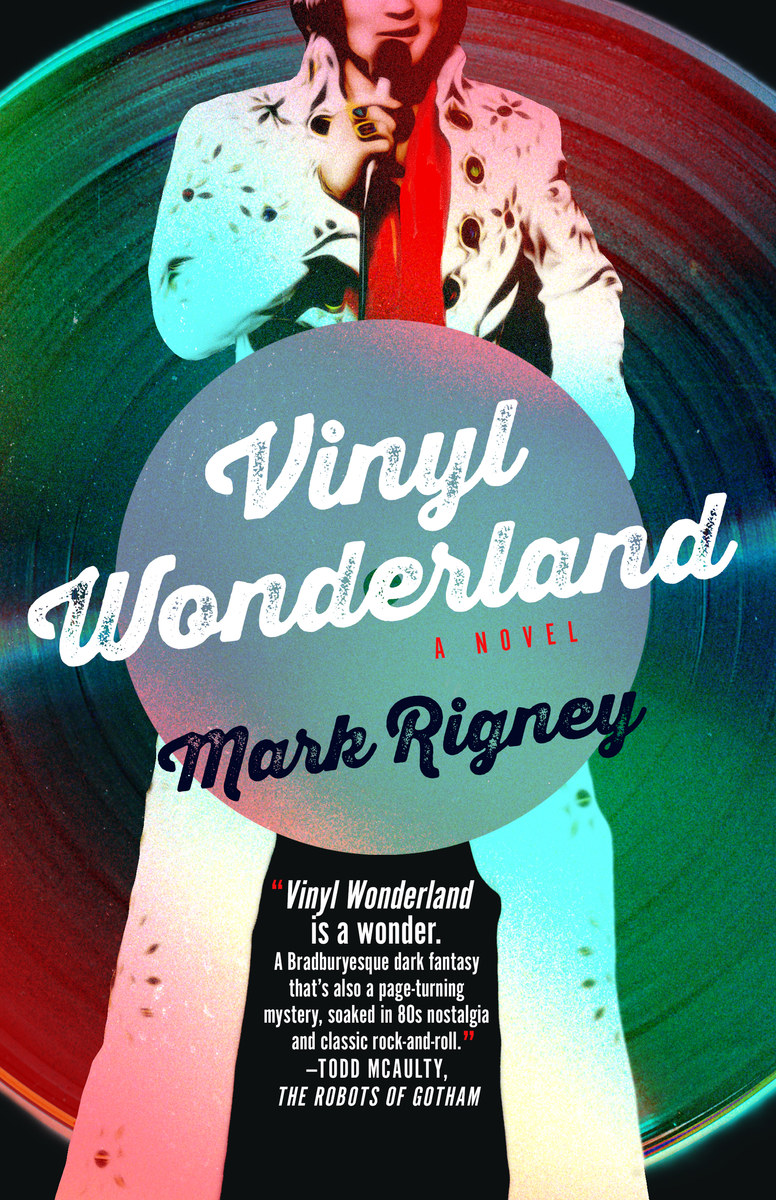 Vinyl
Wonderland
A NOVEL
Mark Rigney
“Vinyl Wonderland
is a wonder.
A Bradburyesque dark fantasy
that’s also a page-turning
mystery, soaked in 80s nostalgia
and classic rock-and-roll.”
–TODD MCAULTY,
THE ROBOTS OF GOTHAM